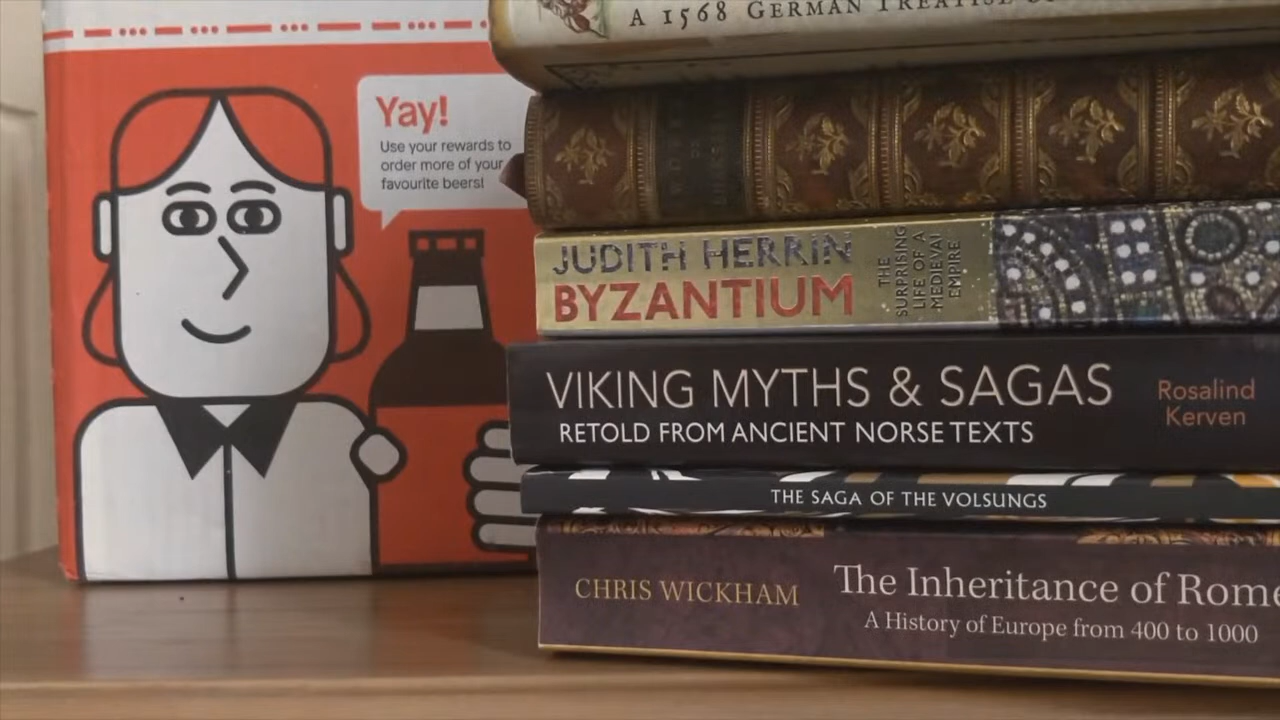 Yay!
Use your rewards to
order more of your
favourite beers!
A 1568 GERMAN TREATISE
JUDITH HERRIN
BYZANTIUM
THE
SURPRISING
LIFE OF A
MEDIEVAL
EMPIRE
VIKING MYTHS & SAGAS
RETOLD FROM ANCIENT NORSE TEXTS
Rosalind
Kerven
THE SAGA OF THE VOLSUNGS
CHRIS WICKHAM
The Inheritance of Rome
A History of Europe from 400 to 1000